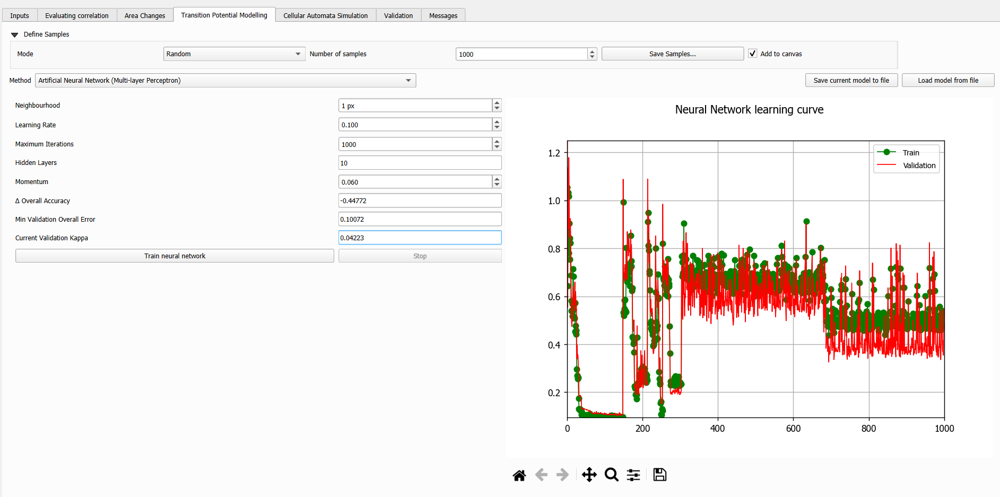 Inputs Evaluating correlation Area Changes Transition Potential Modelling Cellular Automata Simulation Validation Messages
Define Samples
Mode Random Number of samples 1000 Save Samples... Add to canvas
Method Artificial Neural Network (Multi-layer Perceptron) Save current model to file Load model from file
Neighbourhood 1 px
Learning Rate 0.100
Maximum Iterations 1000
Hidden Layers 10
Momentum 0.060
Δ Overall Accuracy -0.44772
Min Validation Overall Error 0.10072
Current Validation Kappa 0.04223
Train neural network Stop
Neural Network learning curve
Train
Validation
1.2
1.0
0.8
0.6
0.4
0.2
0 200 400 600 800 1000